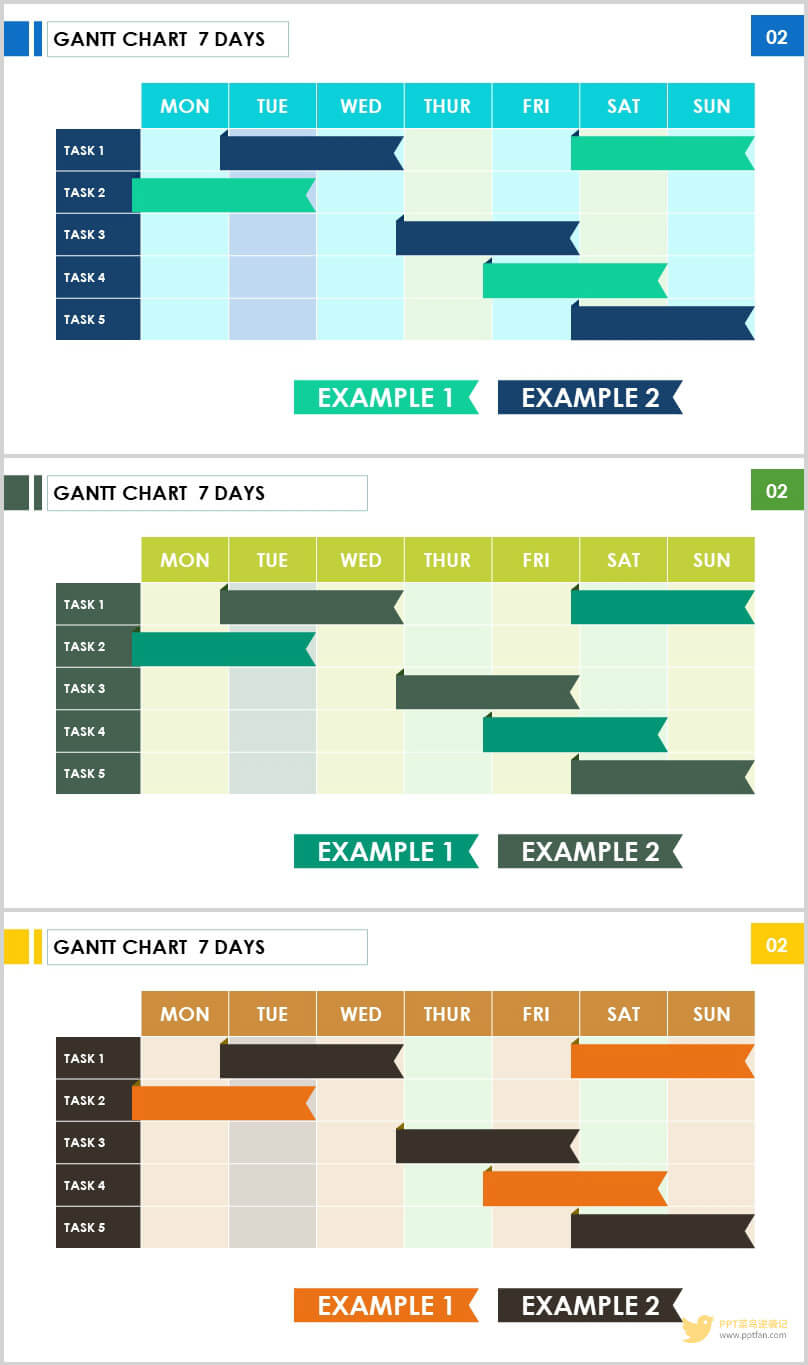 GANTT CHART 7 DAYS
02
MON TUE WED THUR FRI SAT SUN
TASK 1
TASK 2
TASK 3
TASK 4
TASK 5
EXAMPLE 1 EXAMPLE 2
GANTT CHART 7 DAYS
02
MON TUE WED THUR FRI SAT SUN
TASK 1
TASK 2
TASK 3
TASK 4
TASK 5
EXAMPLE 1 EXAMPLE 2
GANTT CHART 7 DAYS
02
MON TUE WED THUR FRI SAT SUN
TASK 1
TASK 2
TASK 3
TASK 4
TASK 5
EXAMPLE 1 EXAMPLE 2
PPT菜鸟逆袭记
www.pptfan.com